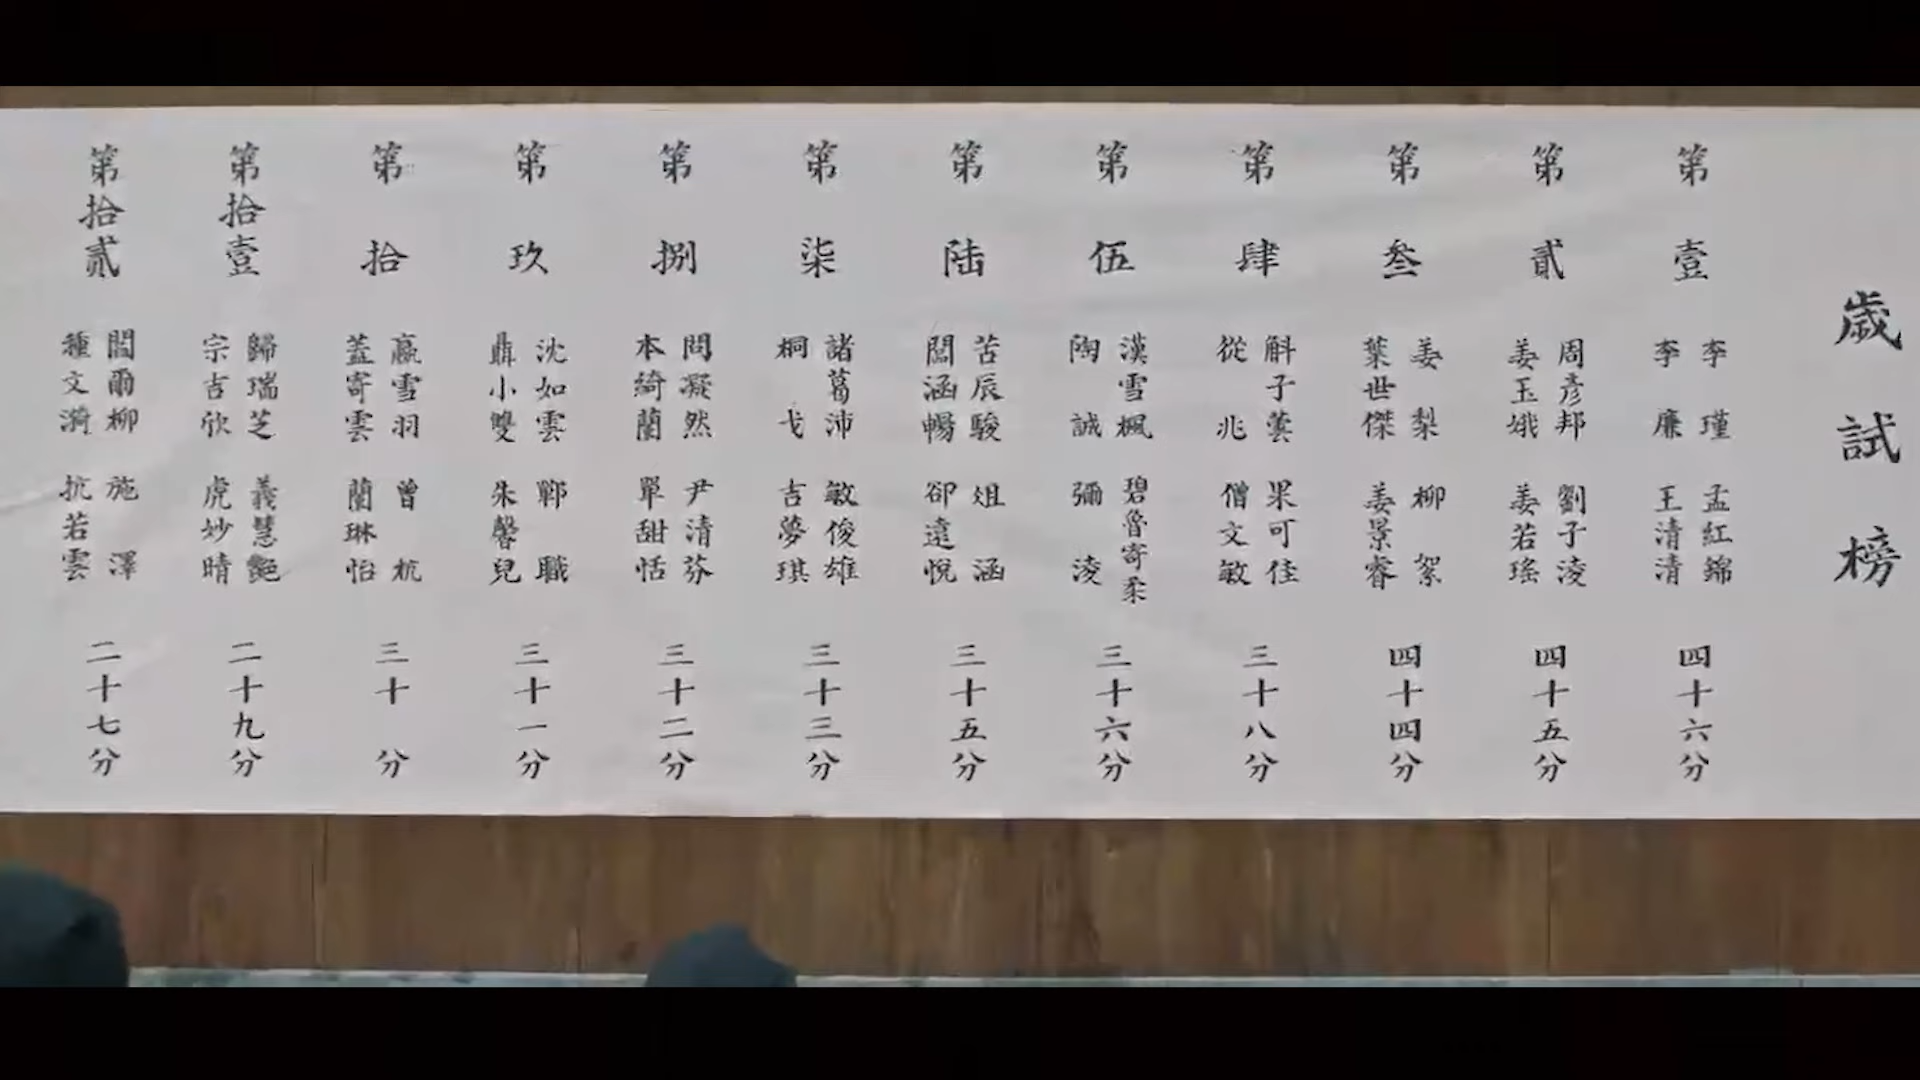 歲試榜
第壹
李瑾 孟紅錦
李廉 王清清
四十六分
第貳
周彥邦 劉子凌
姜玉娥 姜若瑤
四十五分
第叁
姜梨 柳絮
葉世傑 姜景睿
四十四分
第肆
斛子蕓 果可佳
從兆 僧文敏
三十八分
第伍
漢雪楓 碧魯寄柔
陶誠 彌淩
三十六分
第陸
苦辰駿 俎涵
闆涵暢 卻遠悅
三十五分
第柒
諸葛沛 敏俊雄
桐戈 吉夢琪
三十三分
第捌
問凝然 尹清芬
本綺蘭 單甜恬
三十二分
第玖
沈如雲 鄆職
聶小雙 朱馨兒
三十一分
第拾
嬴雪羽 曾杭
蓋寄雲 蘭琳怡
三十分
第拾壹
歸瑞芝 義慧艷
宗吉欣 虎妙晴
二十九分
第拾貳
閻爾柳 施澤
種文漪 抗若雲
二十七分